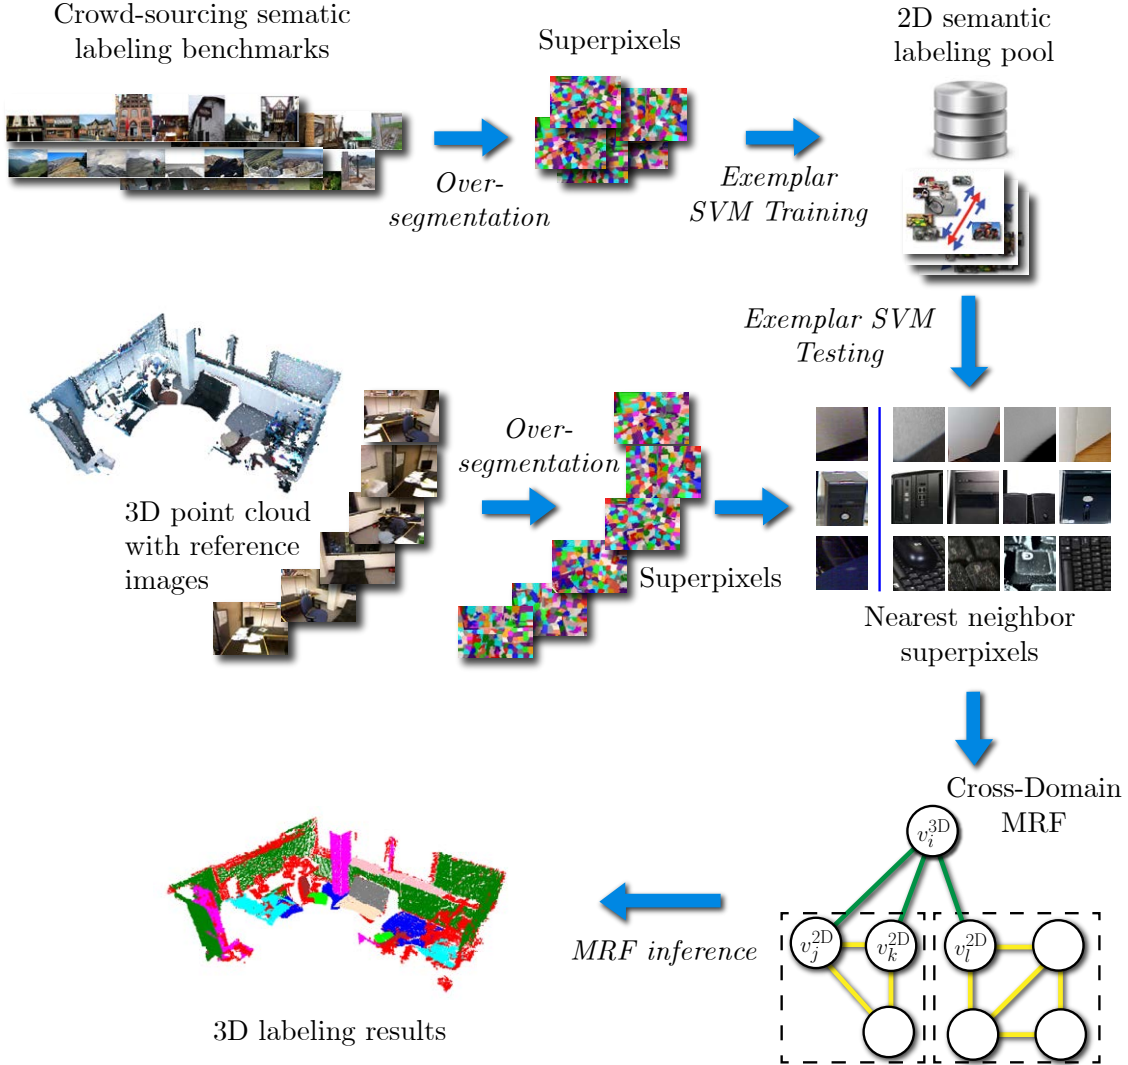 Crowd-sourcing sematic
labeling benchmarks
Superpixels
2D semantic
labeling pool
Over-
segmentation
Exemplar
SVM Training
Exemplar SVM
Testing
3D point cloud
with reference
images
Over-
segmentation
Superpixels
Nearest neighbor
superpixels
Cross-Domain
MRF
v_i^{3D}
v_j^{2D}
v_k^{2D}
v_l^{2D}
MRF inference
3D labeling results